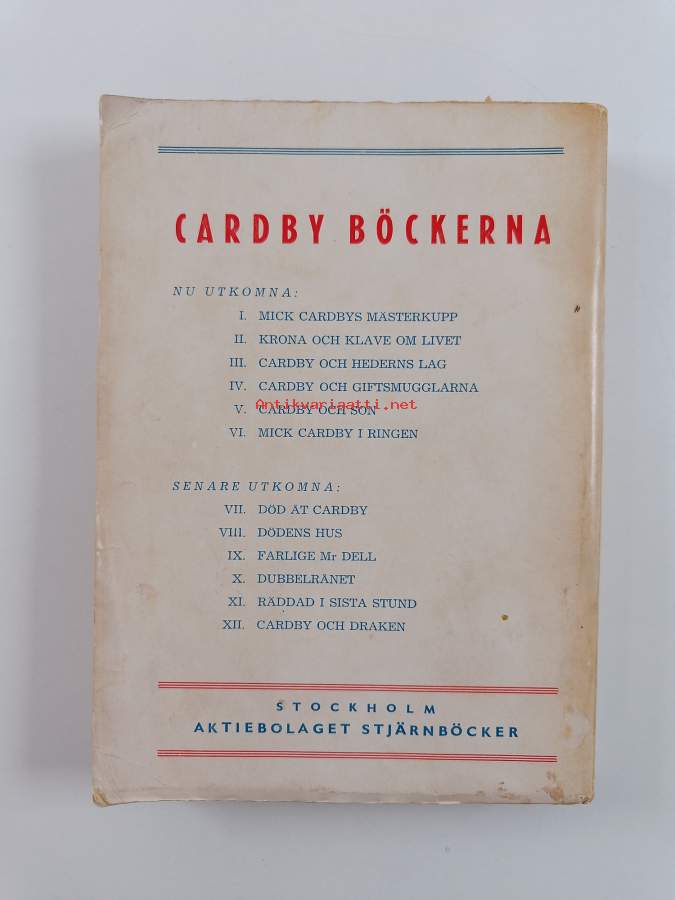 CARDBY BÖCKERNA
NU UTKOMNA:
I. MICK CARDBYS MÄSTERKUPP
II. KRONA OCH KLAVE OM LIVET
III. CARDBY OCH HEDERNS LAG
IV. CARDBY OCH GIFTSMUGGLARNA
Antikvariaatti.net
V. CARDBY OCH SON
VI. MICK CARDBY I RINGEN
SENARE UTKOMNA:
VII. DÖD ÅT CARDBY
VIII. DÖDENS HUS
IX. FARLIGE Mr DELL
X. DUBBELRÅNET
XI. RÄDDAD I SISTA STUND
XII. CARDBY OCH DRAKEN
STOCKHOLM
AKTIEBOLAGET STJÄRNBÖCKER